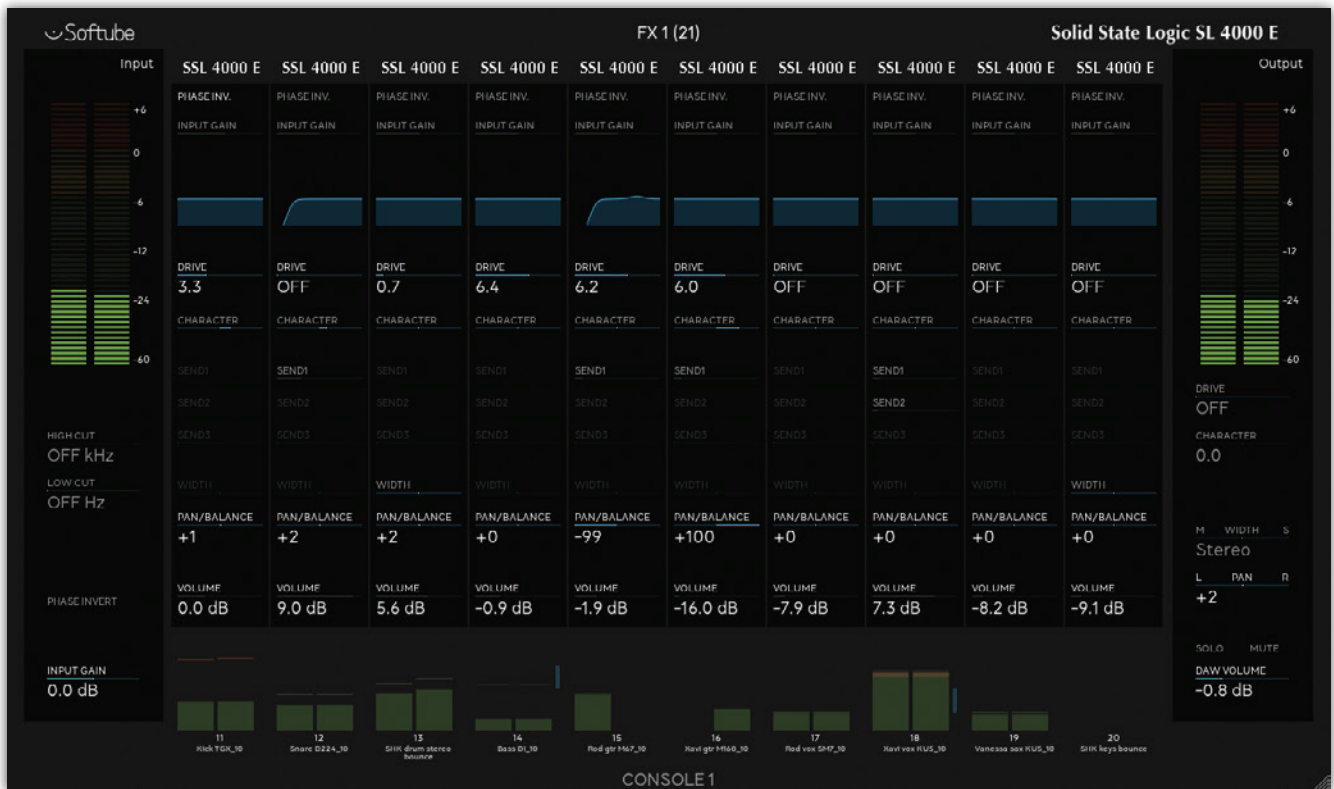 Softube
FX 1 (21)
Solid State Logic SL 4000 E
Input
SSL 4000 E SSL 4000 E SSL 4000 E SSL 4000 E SSL 4000 E SSL 4000 E SSL 4000 E SSL 4000 E SSL 4000 E SSL 4000 E
Output
PHASE INV. PHASE INV. PHASE INV. PHASE INV. PHASE INV. PHASE INV. PHASE INV. PHASE INV. PHASE INV. PHASE INV.
+6
+6
INPUT GAIN INPUT GAIN INPUT GAIN INPUT GAIN INPUT GAIN INPUT GAIN INPUT GAIN INPUT GAIN INPUT GAIN INPUT GAIN
0
0
-6
-6
-12
-12
DRIVE DRIVE DRIVE DRIVE DRIVE DRIVE DRIVE DRIVE DRIVE DRIVE
3.3 OFF 0.7 6.4 6.2 6.0 OFF OFF OFF OFF
-24
-24
CHARACTER CHARACTER CHARACTER CHARACTER CHARACTER CHARACTER CHARACTER CHARACTER CHARACTER CHARACTER
-60
-60
SEND1 SEND1 SEND1 SEND1 SEND1 SEND1 SEND1 SEND1 SEND1 SEND1
DRIVE
OFF
SEND2 SEND2 SEND2 SEND2 SEND2 SEND2 SEND2 SEND2 SEND2 SEND2
HIGH CUT
OFF kHz
SEND3 SEND3 SEND3 SEND3 SEND3 SEND3 SEND3 SEND3 SEND3 SEND3
CHARACTER
0.0
LOW CUT
OFF Hz
WIDTH WIDTH WIDTH WIDTH WIDTH WIDTH WIDTH WIDTH WIDTH WIDTH
PAN/BALANCE PAN/BALANCE PAN/BALANCE PAN/BALANCE PAN/BALANCE PAN/BALANCE PAN/BALANCE PAN/BALANCE PAN/BALANCE PAN/BALANCE
+1 +2 +2 +0 -99 +100 +0 +0 +0 +0
M WIDTH S
Stereo
L PAN R
+2
PHASE INVERT
VOLUME VOLUME VOLUME VOLUME VOLUME VOLUME VOLUME VOLUME VOLUME VOLUME
0.0 dB 9.0 dB 5.6 dB -0.9 dB -1.9 dB -16.0 dB -7.9 dB 7.3 dB -8.2 dB -9.1 dB
SOLO MUTE
INPUT GAIN
0.0 dB
DAW VOLUME
-0.8 dB
11 12 13 14 15 16 17 18 19 20
Kick TGX_10 Snare D224_10 SHK drum stereo Bass DI_10 Rod gtr M67_10 Xavi gtr M160_10 Rod vox SM7_10 Xavi vox KU5_10 Vanessa sax KU5_10 SHK keys bounce
bounce
CONSOLE 1